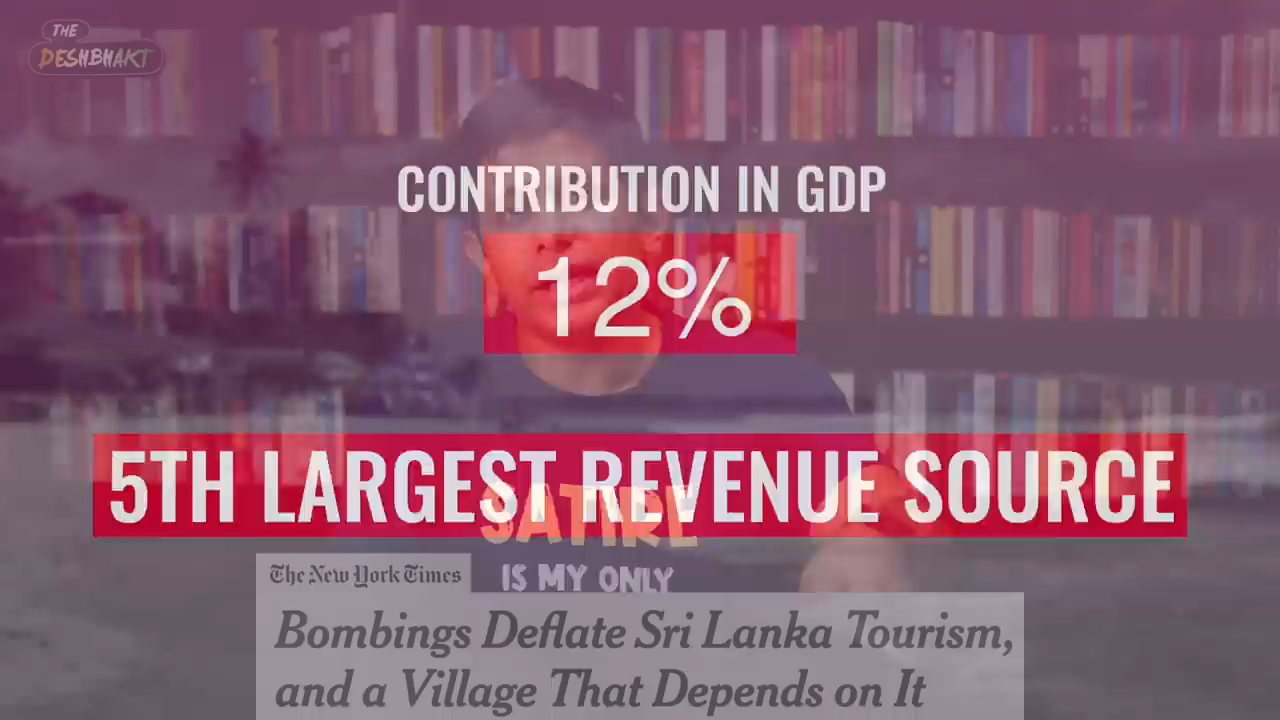 THE
DESHBHAKT
CONTRIBUTION IN GDP
12%
5TH LARGEST REVENUE SOURCE
SATIRE
IS MY ONLY
The New York Times
Bombings Deflate Sri Lanka Tourism,
and a Village That Depends on It